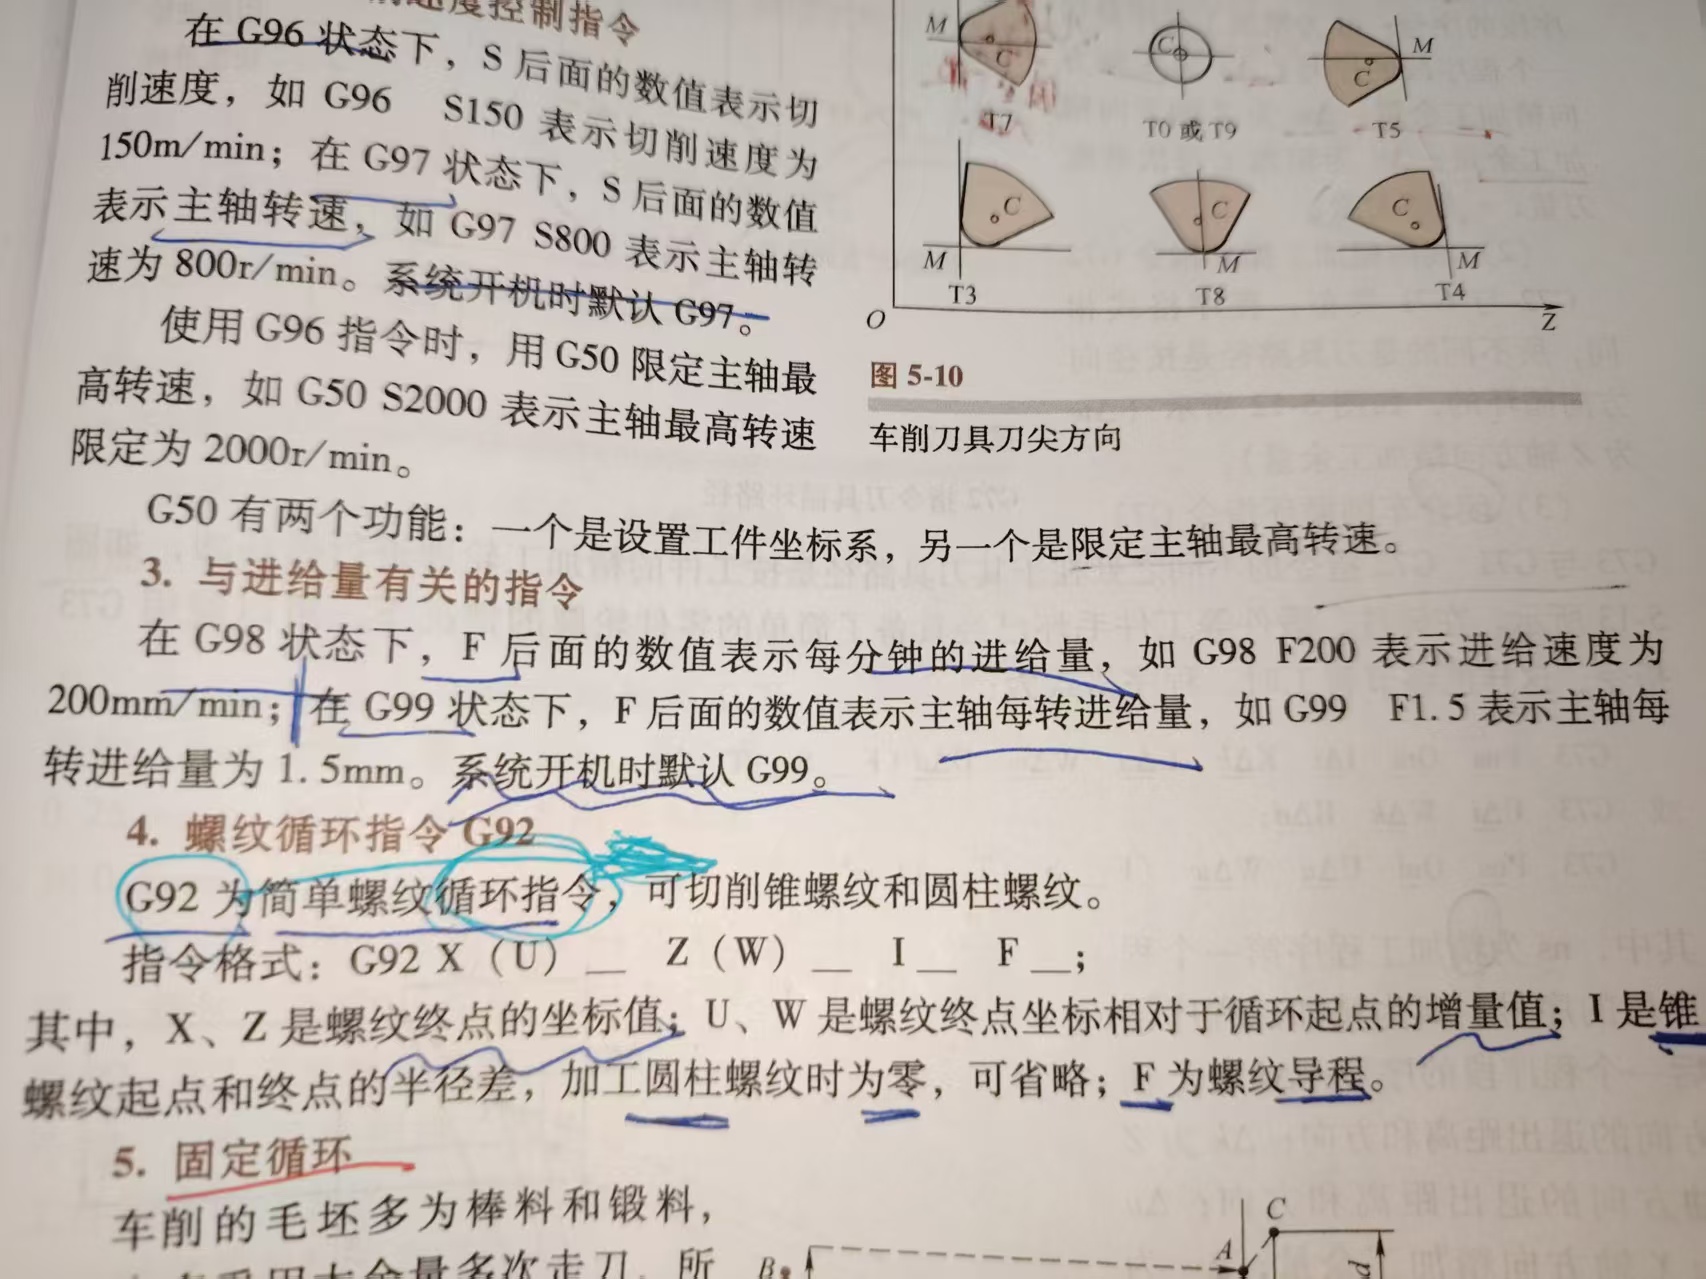 速度控制指令
在 G96 状态下，S 后面的数值表示切
削速度，如 G96 S150 表示切削速度为
150m/min；在 G97 状态下，S 后面的数值
表示主轴转速，如 G97 S800 表示主轴转
速为 800r/min。系统开机时默认 G97。
使用 G96 指令时，用 G50 限定主轴最
高转速，如 G50 S2000 表示主轴最高转速
限定为 2000r/min。
M C T7
C T0 或 T9
C M T5
C M T3
C M T8
C M T4
O Z
图 5-10
车削刀具刀尖方向
G50 有两个功能：一个是设置工件坐标系，另一个是限定主轴最高转速。
3. 与进给量有关的指令
在 G98 状态下，F 后面的数值表示每分钟的进给量，如 G98 F200 表示进给速度为
200mm/min；在 G99 状态下，F 后面的数值表示主轴每转进给量，如 G99 F1.5 表示主轴每
转进给量为 1.5mm。系统开机时默认 G99。
4. 螺纹循环指令 G92
G92 为简单螺纹循环指令，可切削锥螺纹和圆柱螺纹。
指令格式：G92 X（U）__ Z（W）__ I__ F__；
其中，X、Z 是螺纹终点的坐标值；U、W 是螺纹终点坐标相对于循环起点的增量值；I 是锥
螺纹起点和终点的半径差，加工圆柱螺纹时为零，可省略；F 为螺纹导程。
5. 固定循环
车削的毛坯多为棒料和锻料，
余量多次走刀，所
B A C d